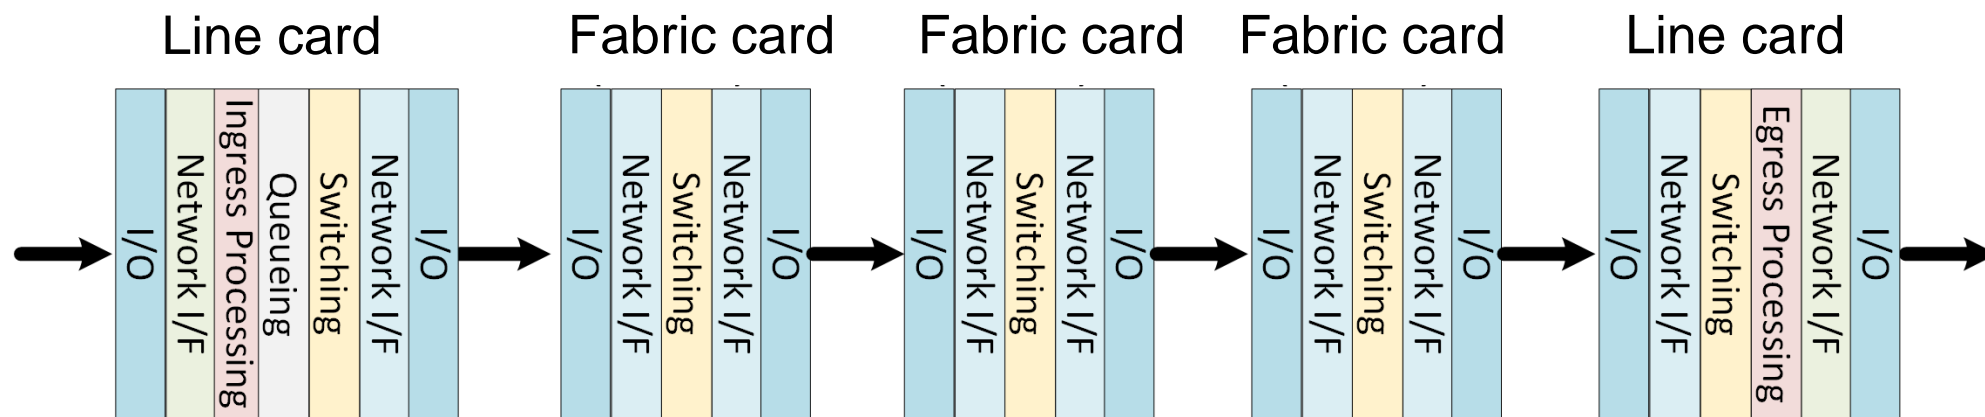 Line card
Fabric card
Fabric card
Fabric card
Line card
I/O
Network I/F
Ingress Processing
Queueing
Switching
Network I/F
I/O
I/O
Network I/F
Switching
Network I/F
I/O
I/O
Network I/F
Switching
Network I/F
I/O
I/O
Network I/F
Switching
Network I/F
I/O
I/O
Network I/F
Switching
Egress Processing
Network I/F
I/O